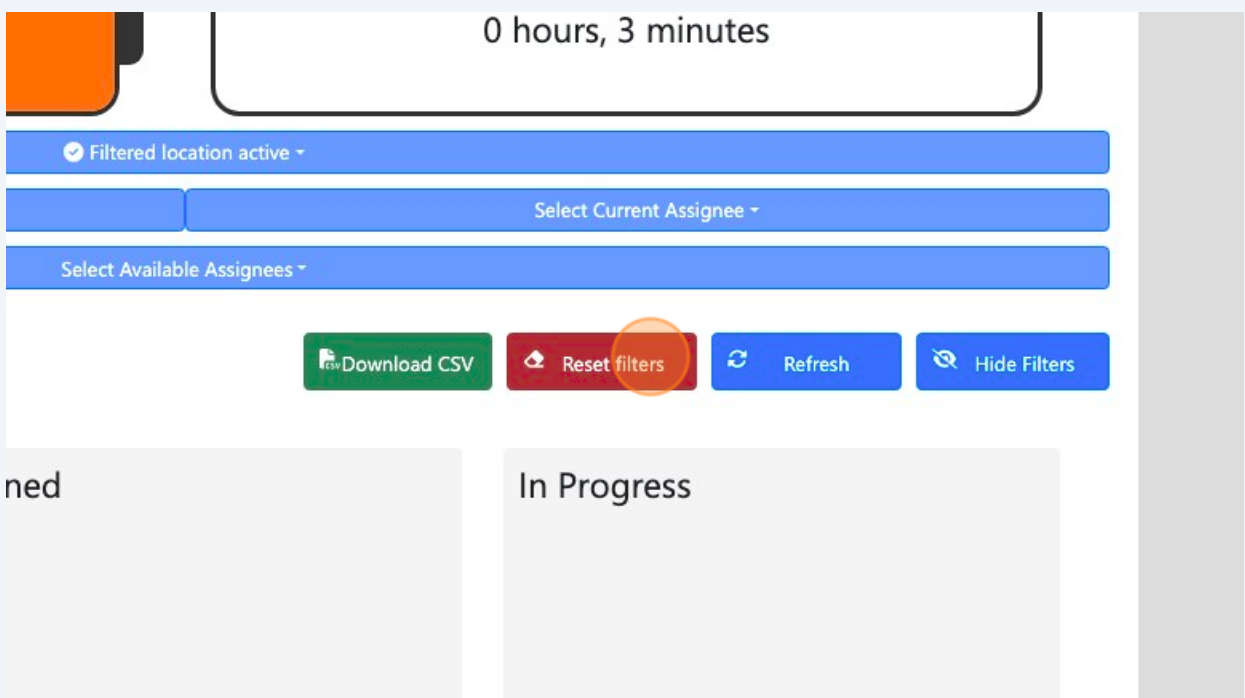 0 hours, 3 minutes
Filtered location active
Select Current Assignee
Select Available Assignees
CSV Download CSV
Reset filters
Refresh
Hide Filters
ned
In Progress